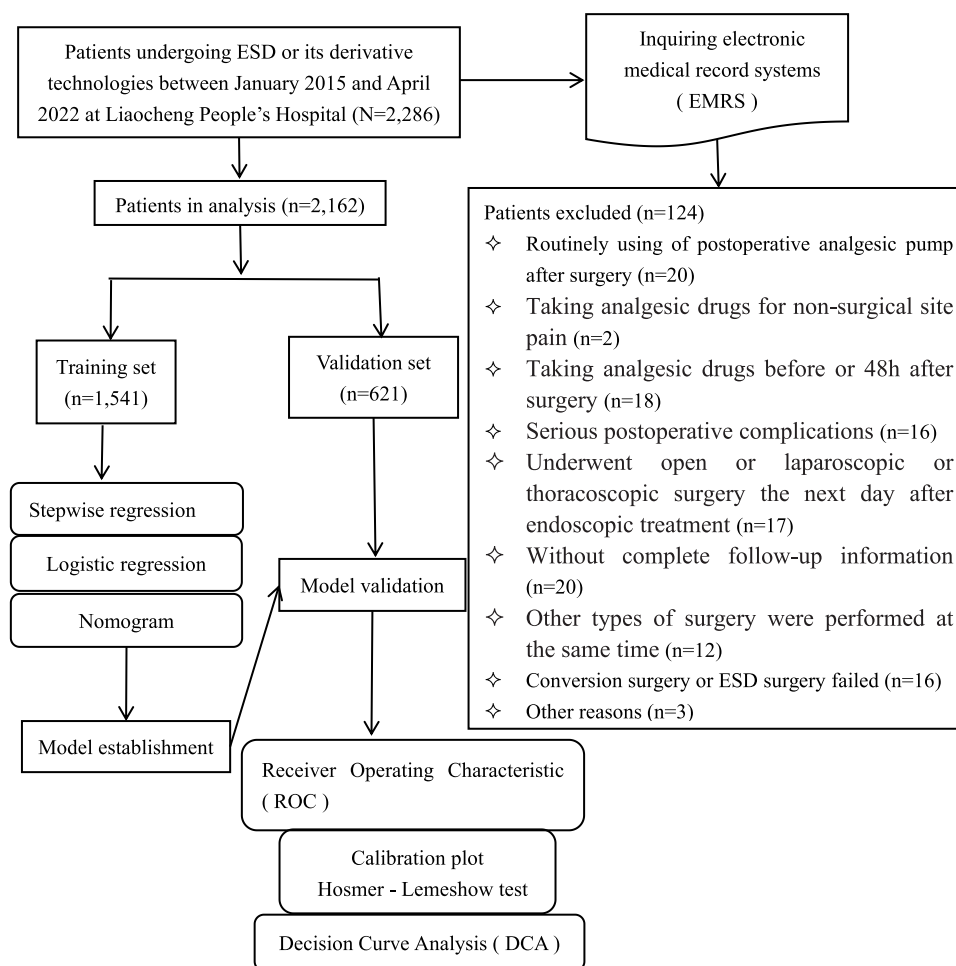 Patients undergoing ESD or its derivative
technologies between January 2015 and April
2022 at Liaocheng People's Hospital (N=2,286)
Inquiring electronic
medical record systems
( EMRS )
Patients in analysis (n=2,162)
Patients excluded (n=124)
✧ Routinely using of postoperative analgesic pump
after surgery (n=20)
✧ Taking analgesic drugs for non-surgical site
pain (n=2)
✧ Taking analgesic drugs before or 48h after
surgery (n=18)
✧ Serious postoperative complications (n=16)
✧ Underwent open or laparoscopic or
thoracoscopic surgery the next day after
endoscopic treatment (n=17)
✧ Without complete follow-up information
(n=20)
✧ Other types of surgery were performed at
the same time (n=12)
✧ Conversion surgery or ESD surgery failed (n=16)
✧ Other reasons (n=3)
Training set
(n=1,541)
Validation set
(n=621)
Stepwise regression
Logistic regression
Nomogram
Model establishment
Model validation
Receiver Operating Characteristic
( ROC )
Calibration plot
Hosmer - Lemeshow test
Decision Curve Analysis ( DCA )